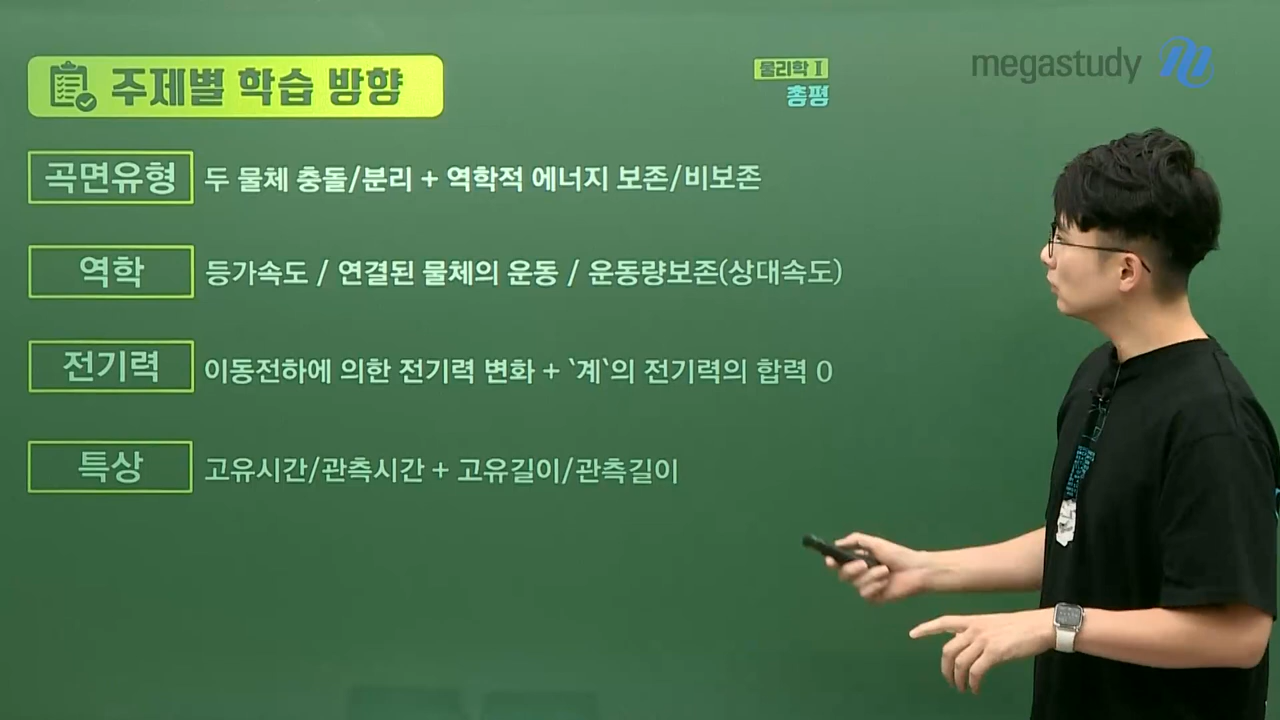 주제별 학습 방향
물리학 I
총평
megastudy
곡면유형 두 물체 충돌/분리 + 역학적 에너지 보존/비보존
역학 등가속도 / 연결된 물체의 운동 / 운동량보존(상대속도)
전기력 이동전하에 의한 전기력 변화 + '계'의 전기력의 합력 0
특상 고유시간/관측시간 + 고유길이/관측길이